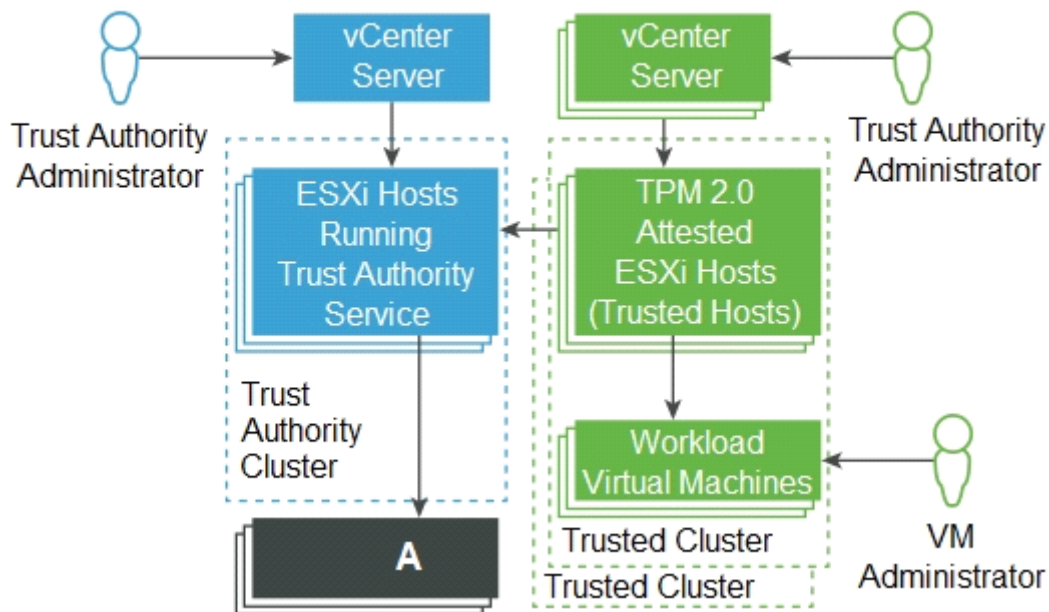 vCenter
Server
vCenter
Server
Trust Authority
Administrator
Trust Authority
Administrator
ESXi Hosts
Running
Trust Authority
Service
TPM 2.0
Attested
ESXi Hosts
(Trusted Hosts)
Trust
Authority
Cluster
Workload
Virtual Machines
A
Trusted Cluster
Trusted Cluster
VM
Administrator